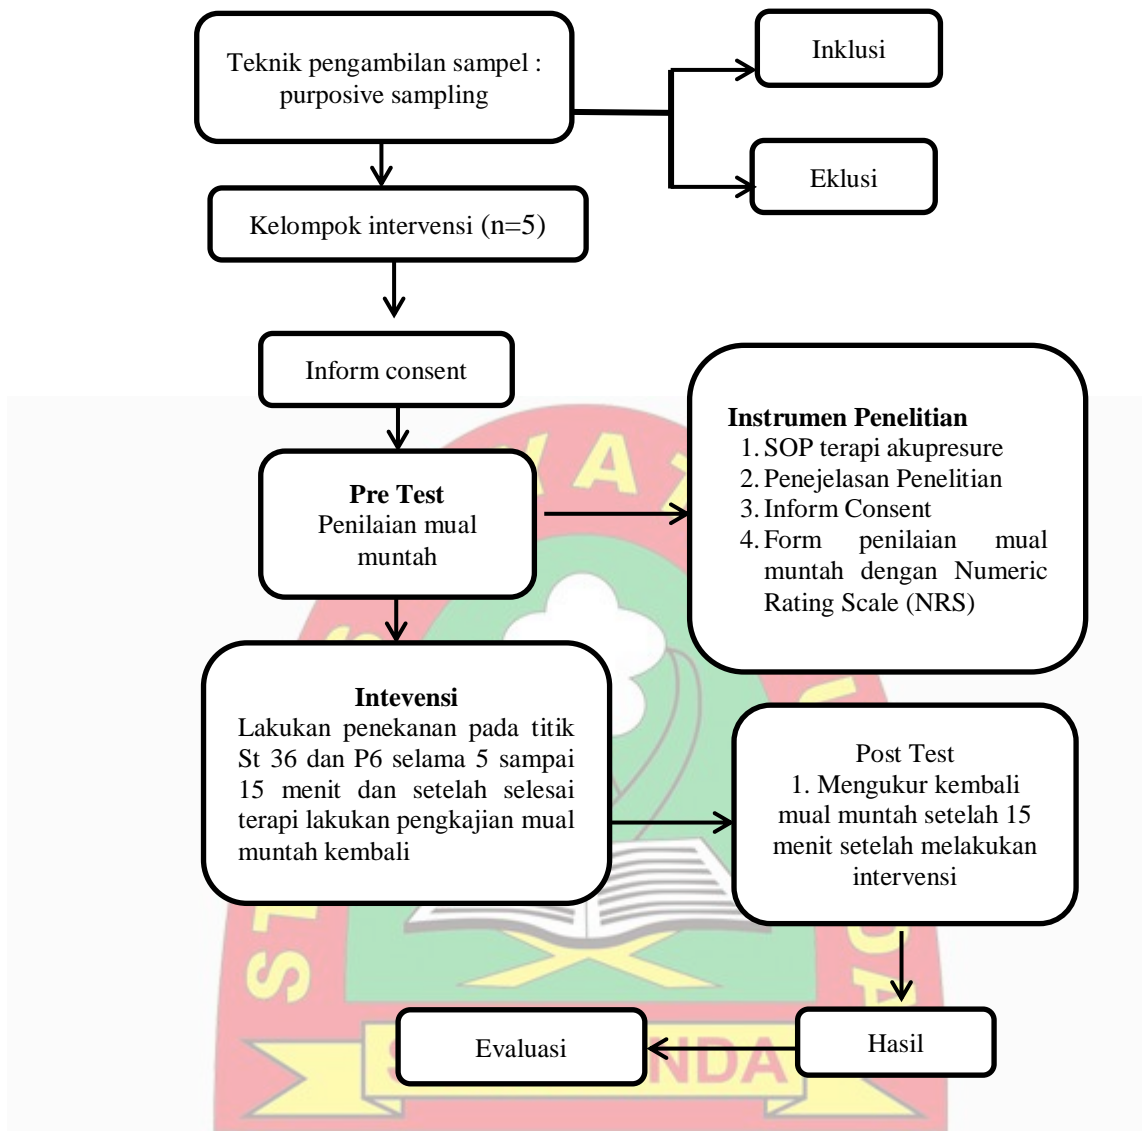 Teknik pengambilan sampel :
purposive sampling
Inklusi
Eklusi
Kelompok intervensi (n=5)
Inform consent
Pre Test
Penilaian mual
muntah
Instrumen Penelitian
1. SOP terapi akupresure
2. Penejelasan Penelitian
3. Inform Consent
4. Form penilaian mual
muntah dengan Numeric
Rating Scale (NRS)
Intevensi
Lakukan penekanan pada titik
St 36 dan P6 selama 5 sampai
15 menit dan setelah selesai
terapi lakukan pengkajian mual
muntah kembali
Post Test
1. Mengukur kembali
mual muntah setelah 15
menit setelah melakukan
intervensi
Hasil
Evaluasi